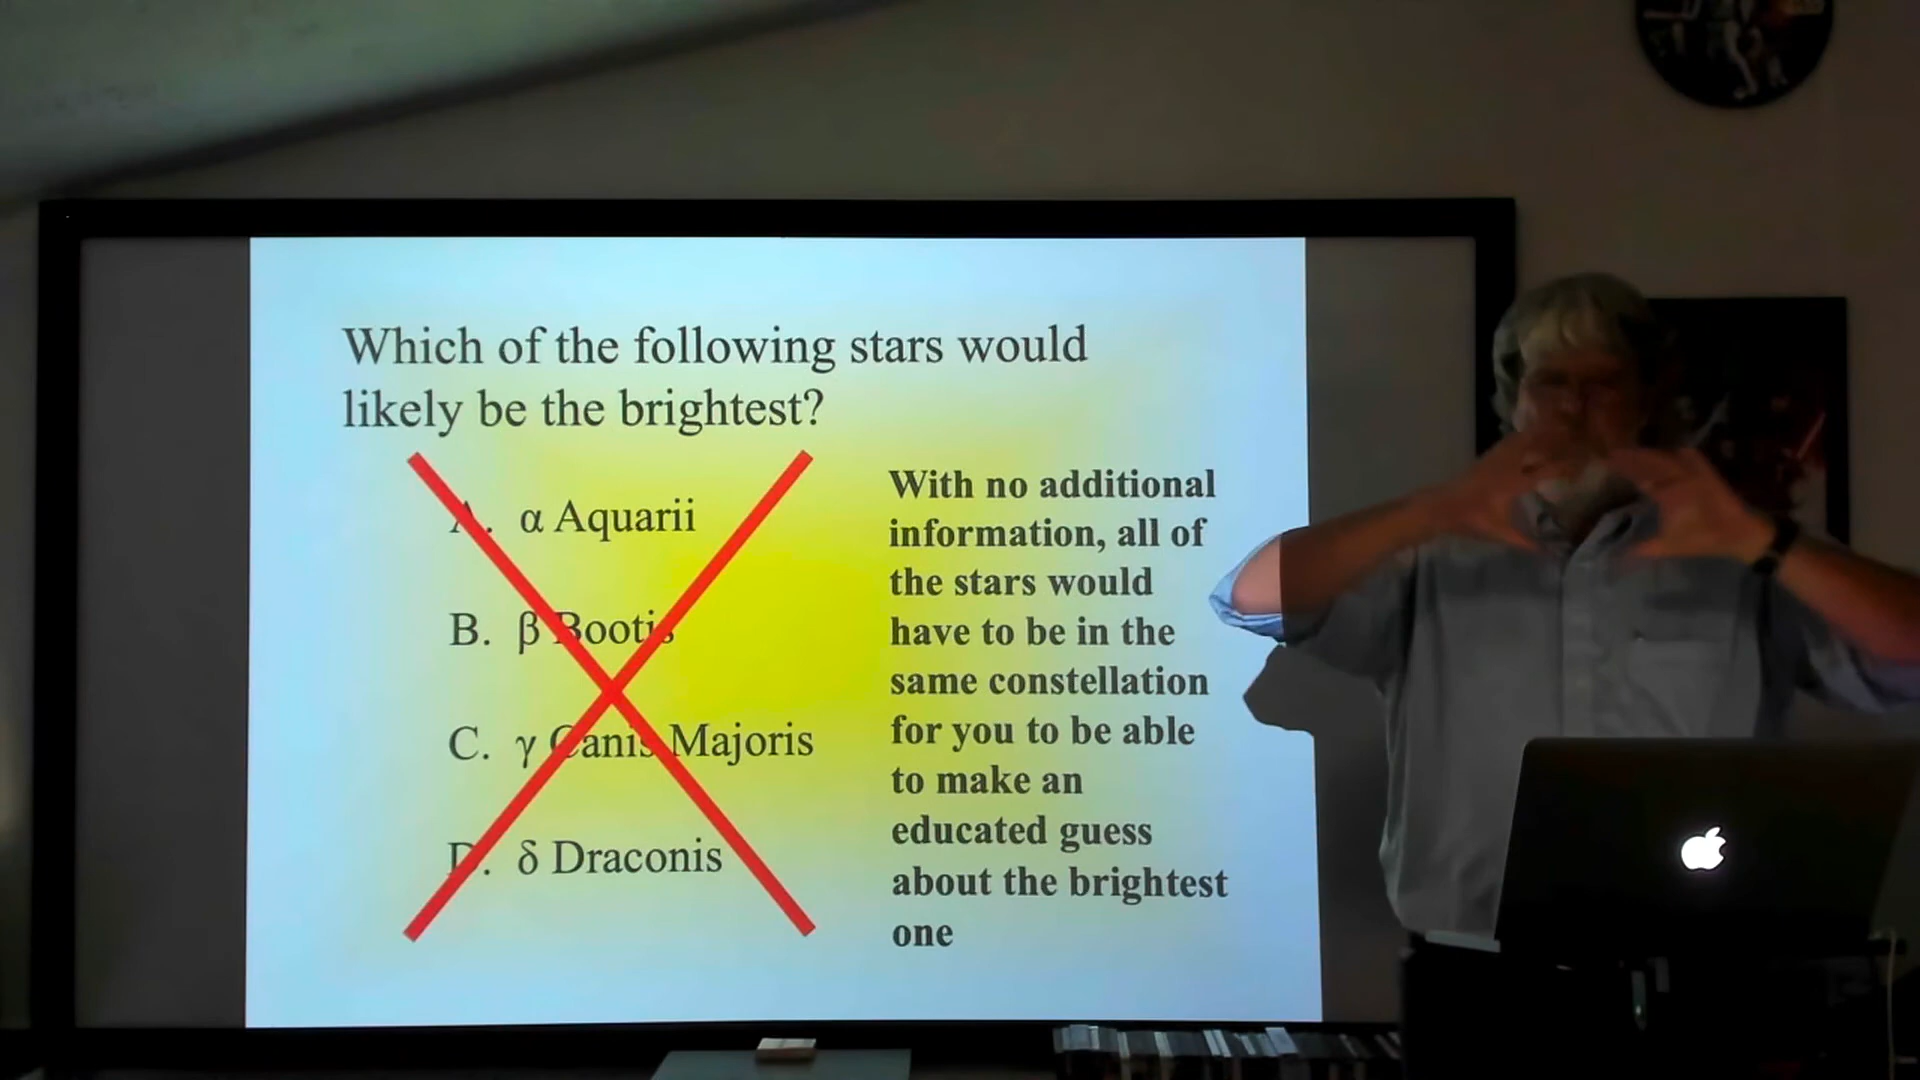 Which of the following stars would
likely be the brightest?
A. α Aquarii
B. β Bootis
C. γ Canis Majoris
D. δ Draconis
With no additional
information, all of
the stars would
have to be in the
same constellation
for you to be able
to make an
educated guess
about the brightest
one